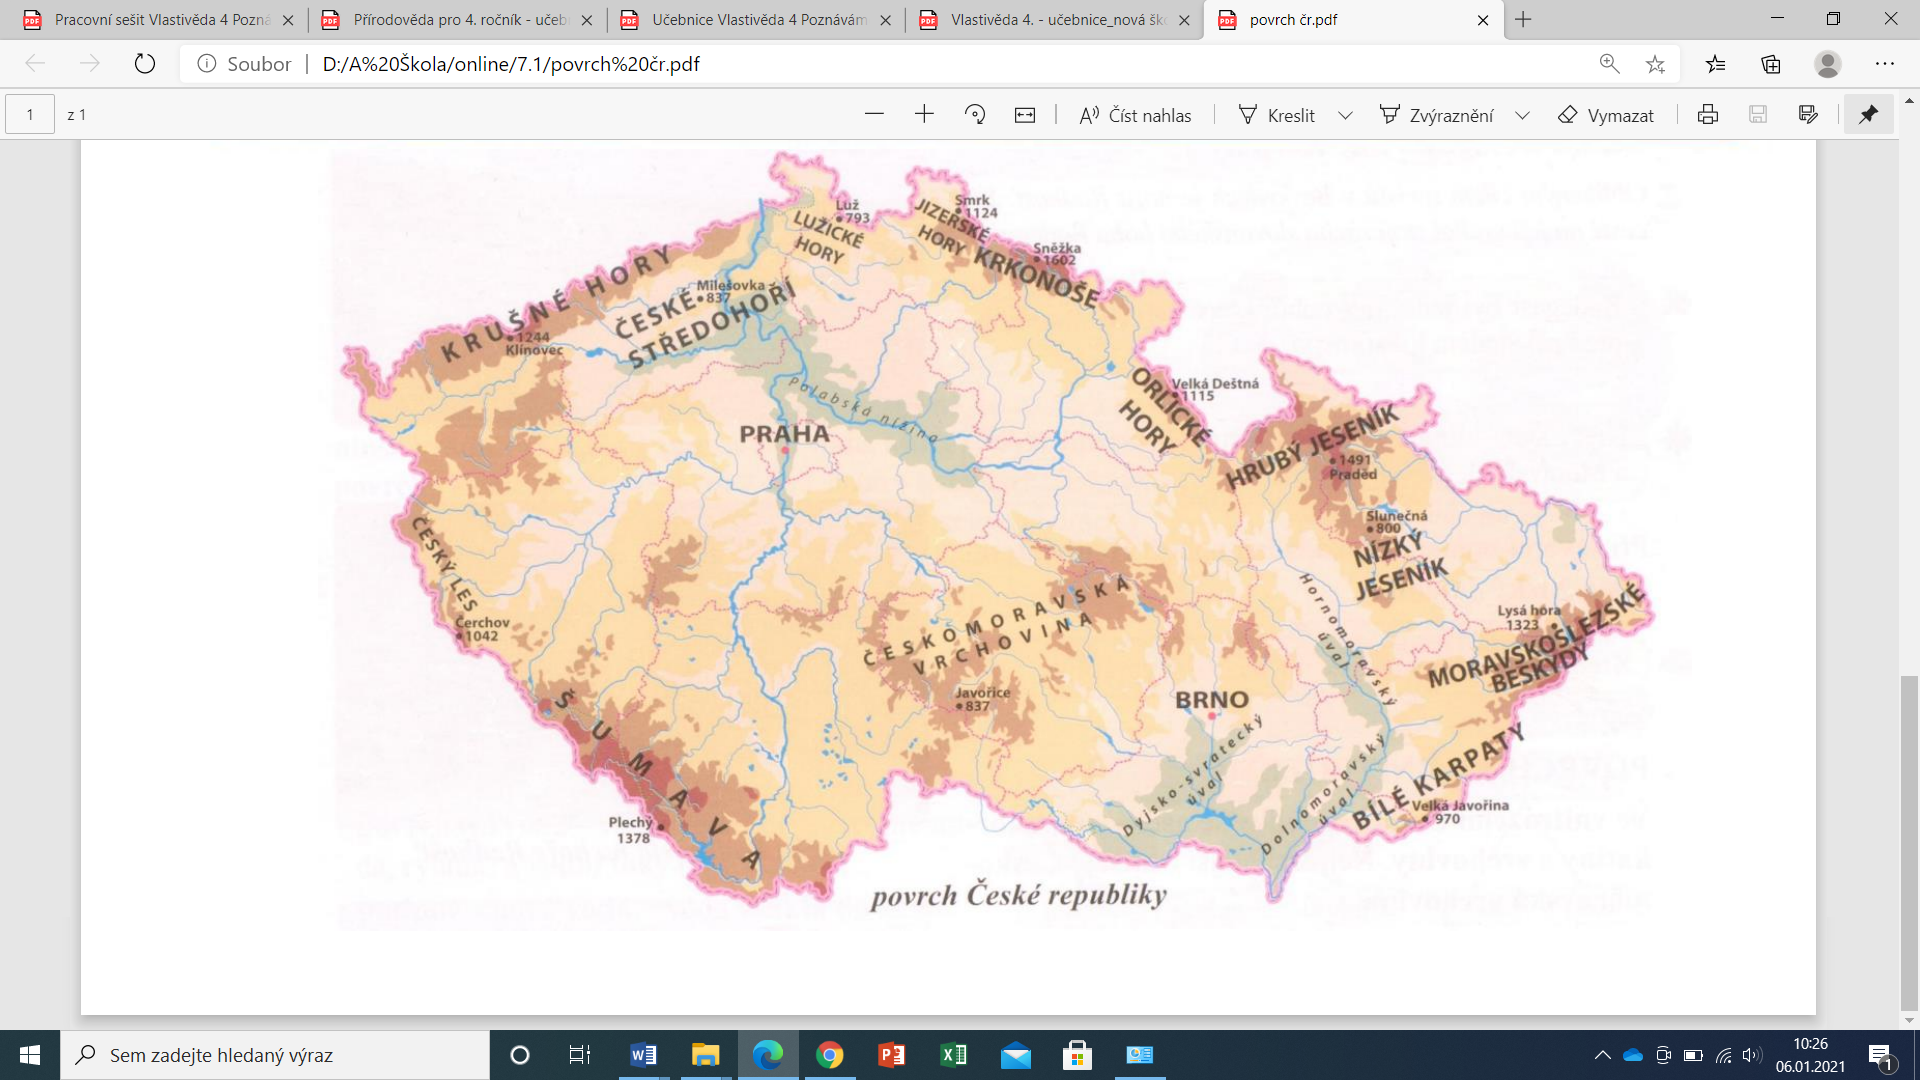 Pracovní sešit Vlastivěda 4 Pozná
Přírodověda pro 4. ročník - učeb
Učebnice Vlastivěda 4 Poznávám
Vlastivěda 4. - učebnice_nová ško
povrch čr.pdf
Soubor
D:/A%20Škola/online/7.1/povrch%20čr.pdf
1
z 1
Číst nahlas
Kreslit
Zvýraznění
Vymazat
Luž
793
LUŽICKÉ
HORY
Smrk
1124
JIZERSKÉ
HORY
Sněžka
1602
KRKONOŠE
KRUŠNÉ HORY
1244
Klínovec
Milešovka
837
ČESKÉ
STŘEDOHOŘÍ
Polabská nížina
PRAHA
Velká Deštná
1115
ORLICKÉ
HORY
HRUBÝ JESENÍK
1491
Praděd
Slunečná
800
NÍZKÝ
JESENÍK
ČESKÝ LES
Čerchov
1042
ČESKOMORAVSKÁ
VRCHOVINA
Javořice
837
Hornomoravský
úval
Lysá hora
1323
MORAVSKOSLEZSKÉ
BESKYDY
BRNO
ŠUMAVA
Plechý
1378
Dyjsko-svratecký
úval
Dolnomoravský
úval
BÍLÉ KARPATY
Velká Javořina
970
povrch České republiky
Sem zadejte hledaný výraz
10:26
06.01.2021
1